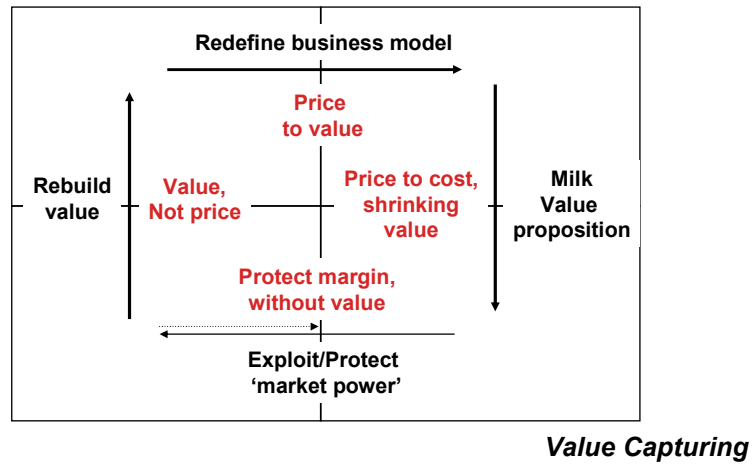 Redefine business model
Price
to value
Rebuild
value
Value,
Not price
Price to cost,
shrinking
value
Milk
Value
proposition
Protect margin,
without value
Exploit/Protect
‘market power’
Value Capturing